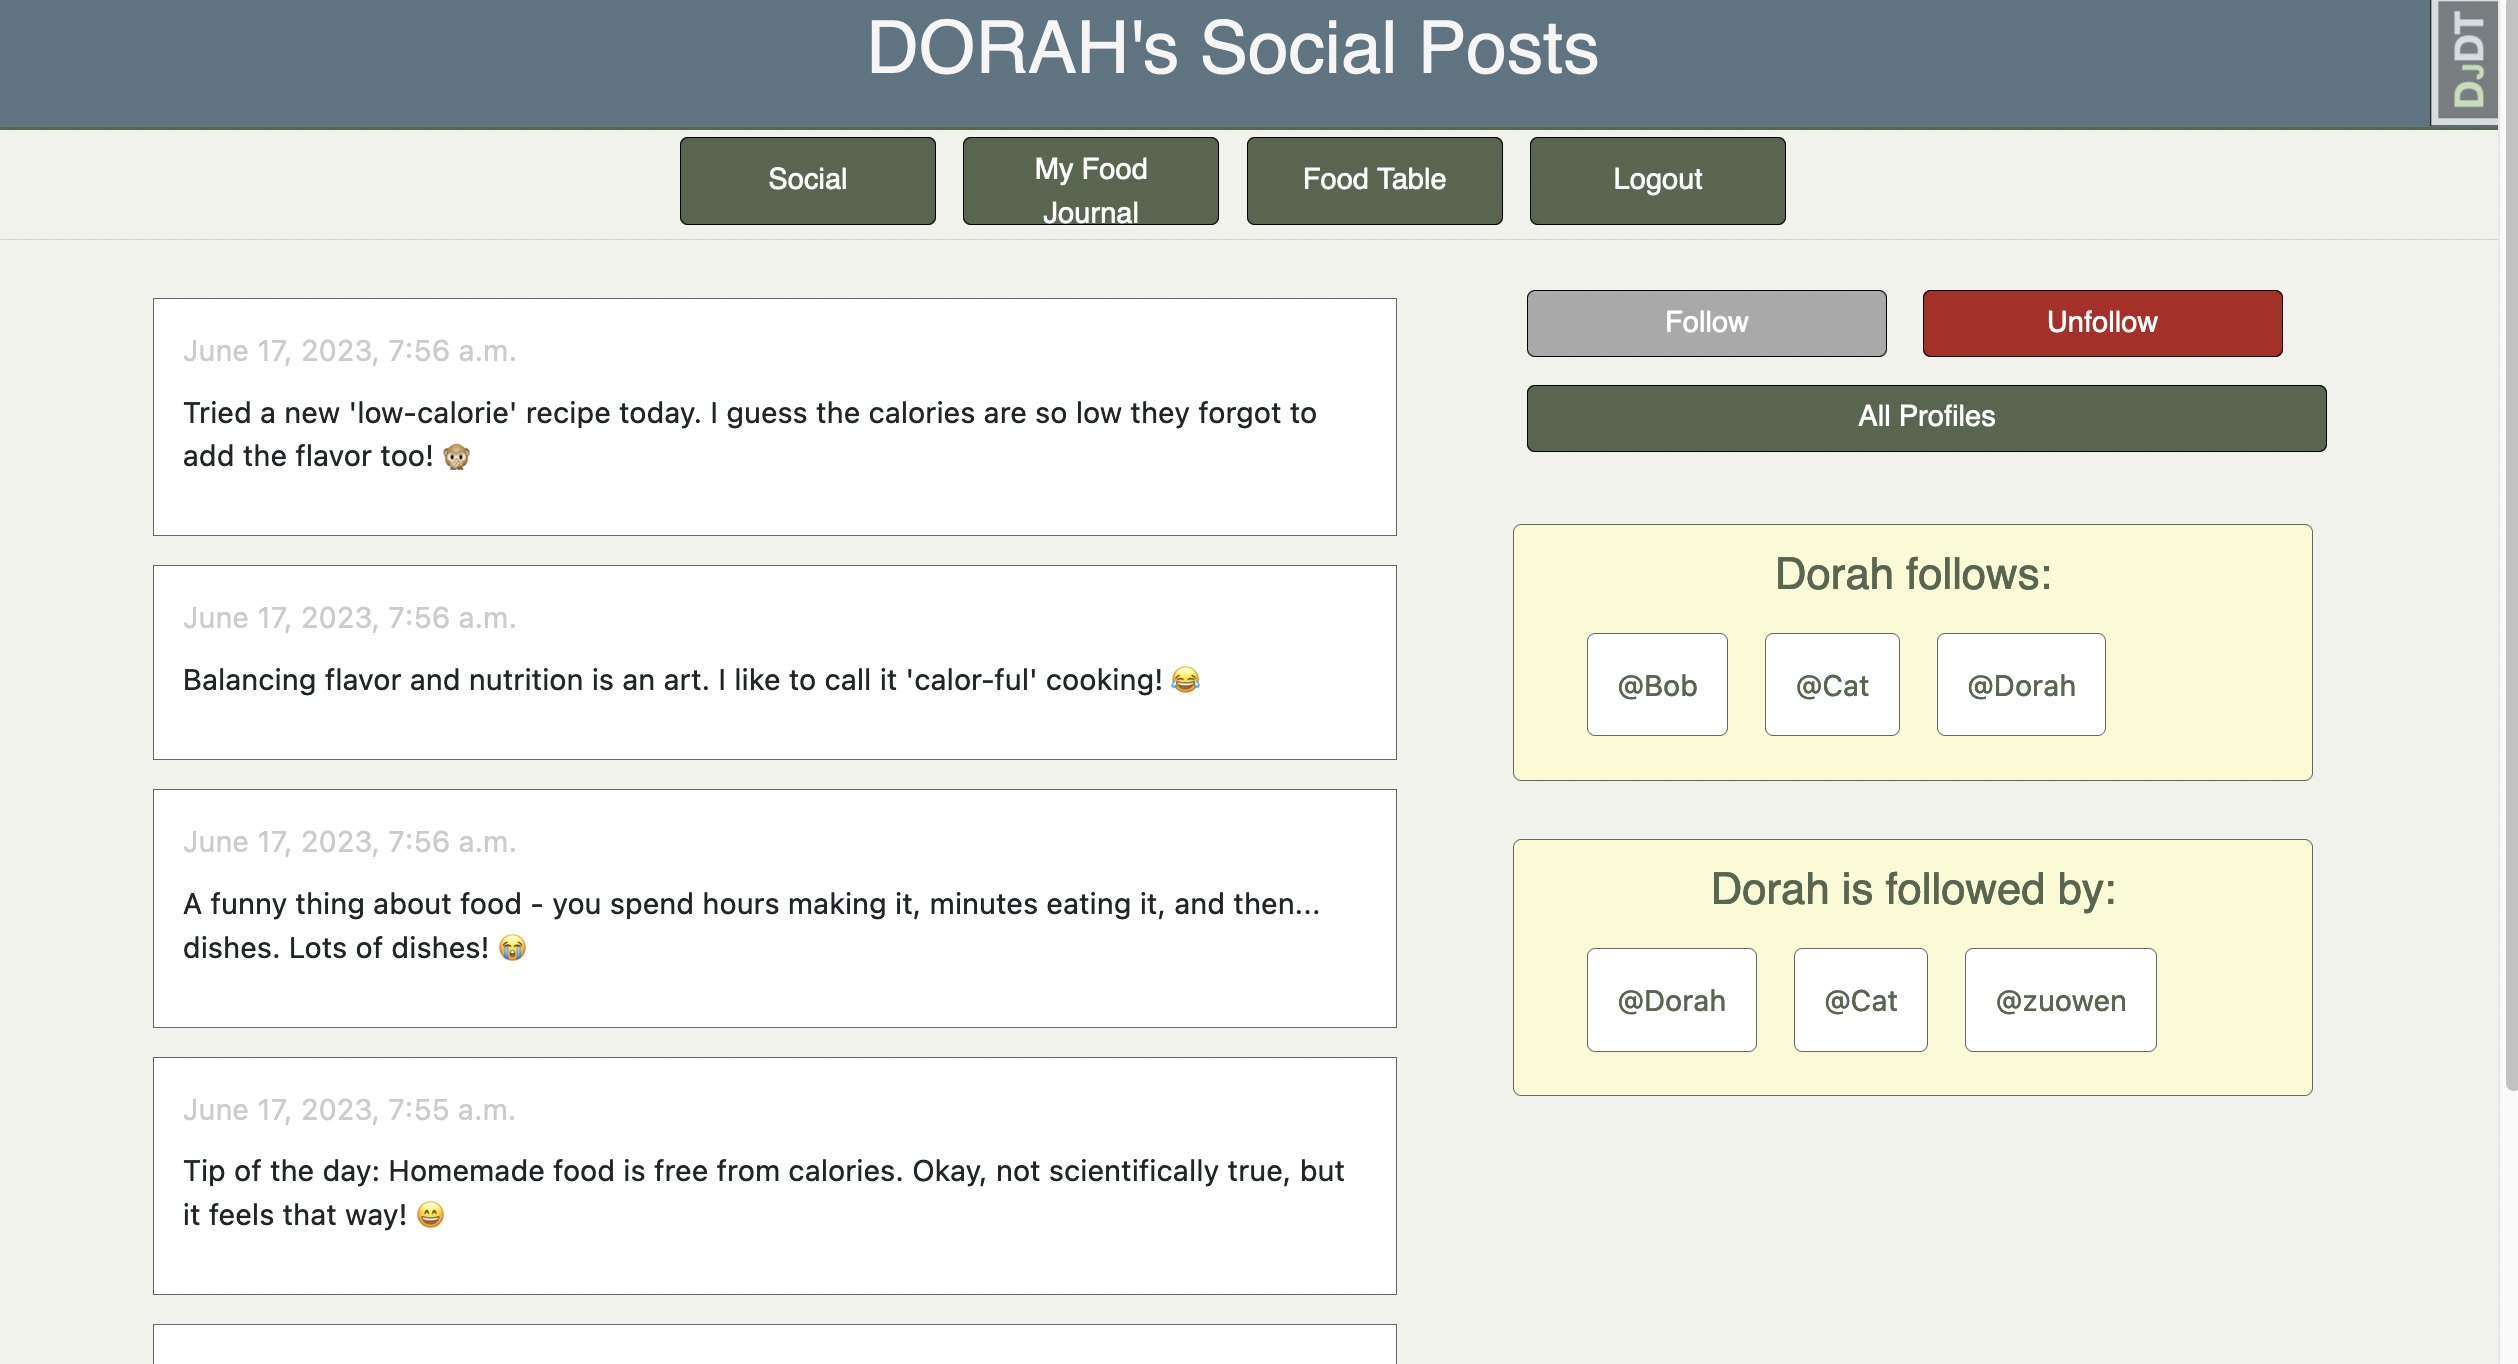 DORAH's Social Posts
DJDT
Social
My Food
Journal
Food Table
Logout
June 17, 2023, 7:56 a.m.
Tried a new 'low-calorie' recipe today. I guess the calories are so low they forgot to
add the flavor too! 🙊
June 17, 2023, 7:56 a.m.
Balancing flavor and nutrition is an art. I like to call it 'calor-ful' cooking! 😂
June 17, 2023, 7:56 a.m.
A funny thing about food - you spend hours making it, minutes eating it, and then...
dishes. Lots of dishes! 😭
June 17, 2023, 7:55 a.m.
Tip of the day: Homemade food is free from calories. Okay, not scientifically true, but
it feels that way! 😄
Follow
Unfollow
All Profiles
Dorah follows:
@Bob
@Cat
@Dorah
Dorah is followed by:
@Dorah
@Cat
@zuowen